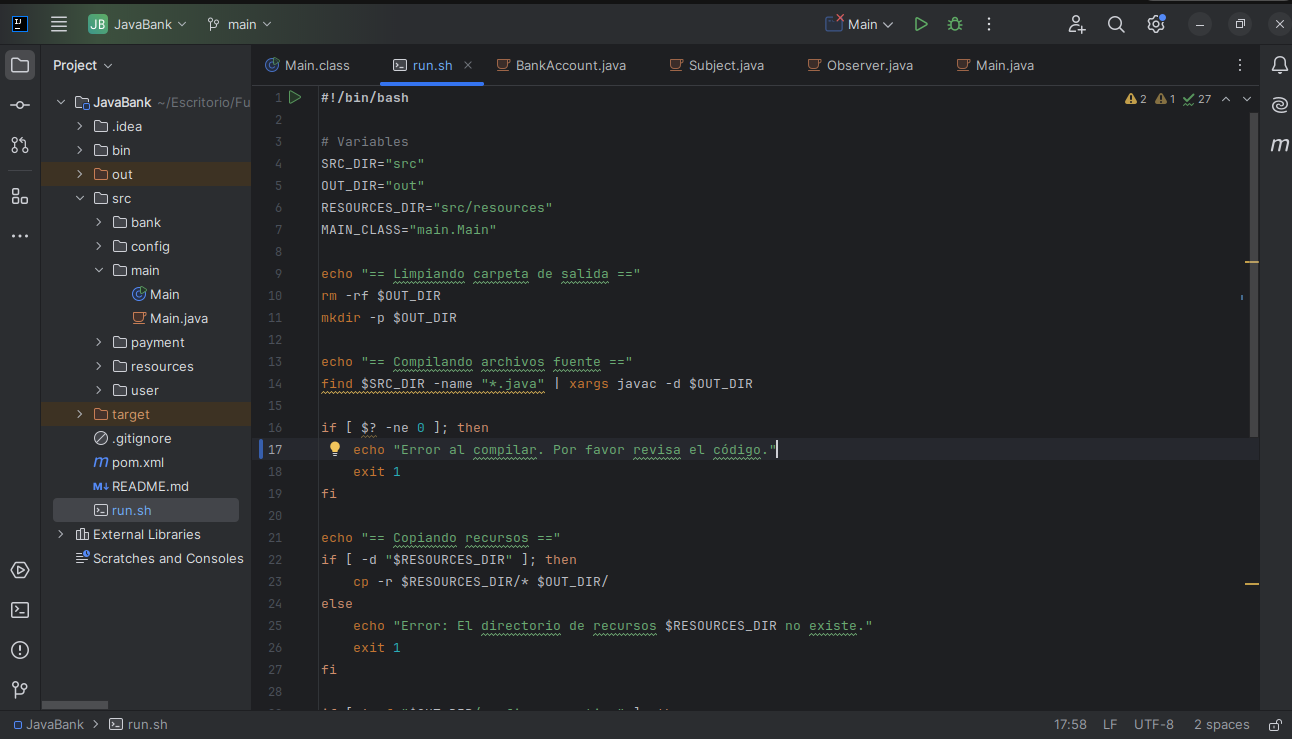 JB JavaBank main Main
Project Main.class run.sh BankAccount.java Subject.java Observer.java Main.java
JavaBank ~/Escritorio/Fu
.idea
bin
out
src
bank
config
main
Main
Main.java
payment
resources
user
target
.gitignore
m pom.xml
M↓ README.md
run.sh
External Libraries
Scratches and Consoles
2 1 27
1 #!/bin/bash
2
3 # Variables
4 SRC_DIR="src"
5 OUT_DIR="out"
6 RESOURCES_DIR="src/resources"
7 MAIN_CLASS="main.Main"
8
9 echo "== Limpiando carpeta de salida =="
10 rm -rf $OUT_DIR
11 mkdir -p $OUT_DIR
12
13 echo "== Compilando archivos fuente =="
14 find $SRC_DIR -name "*.java" | xargs javac -d $OUT_DIR
15
16 if [ $? -ne 0 ]; then
17 echo "Error al compilar. Por favor revisa el código."
18 exit 1
19 fi
20
21 echo "== Copiando recursos =="
22 if [ -d "$RESOURCES_DIR" ]; then
23 cp -r $RESOURCES_DIR/* $OUT_DIR/
24 else
25 echo "Error: El directorio de recursos $RESOURCES_DIR no existe."
26 exit 1
27 fi
28
m
JavaBank > run.sh 17:58 LF UTF-8 2 spaces